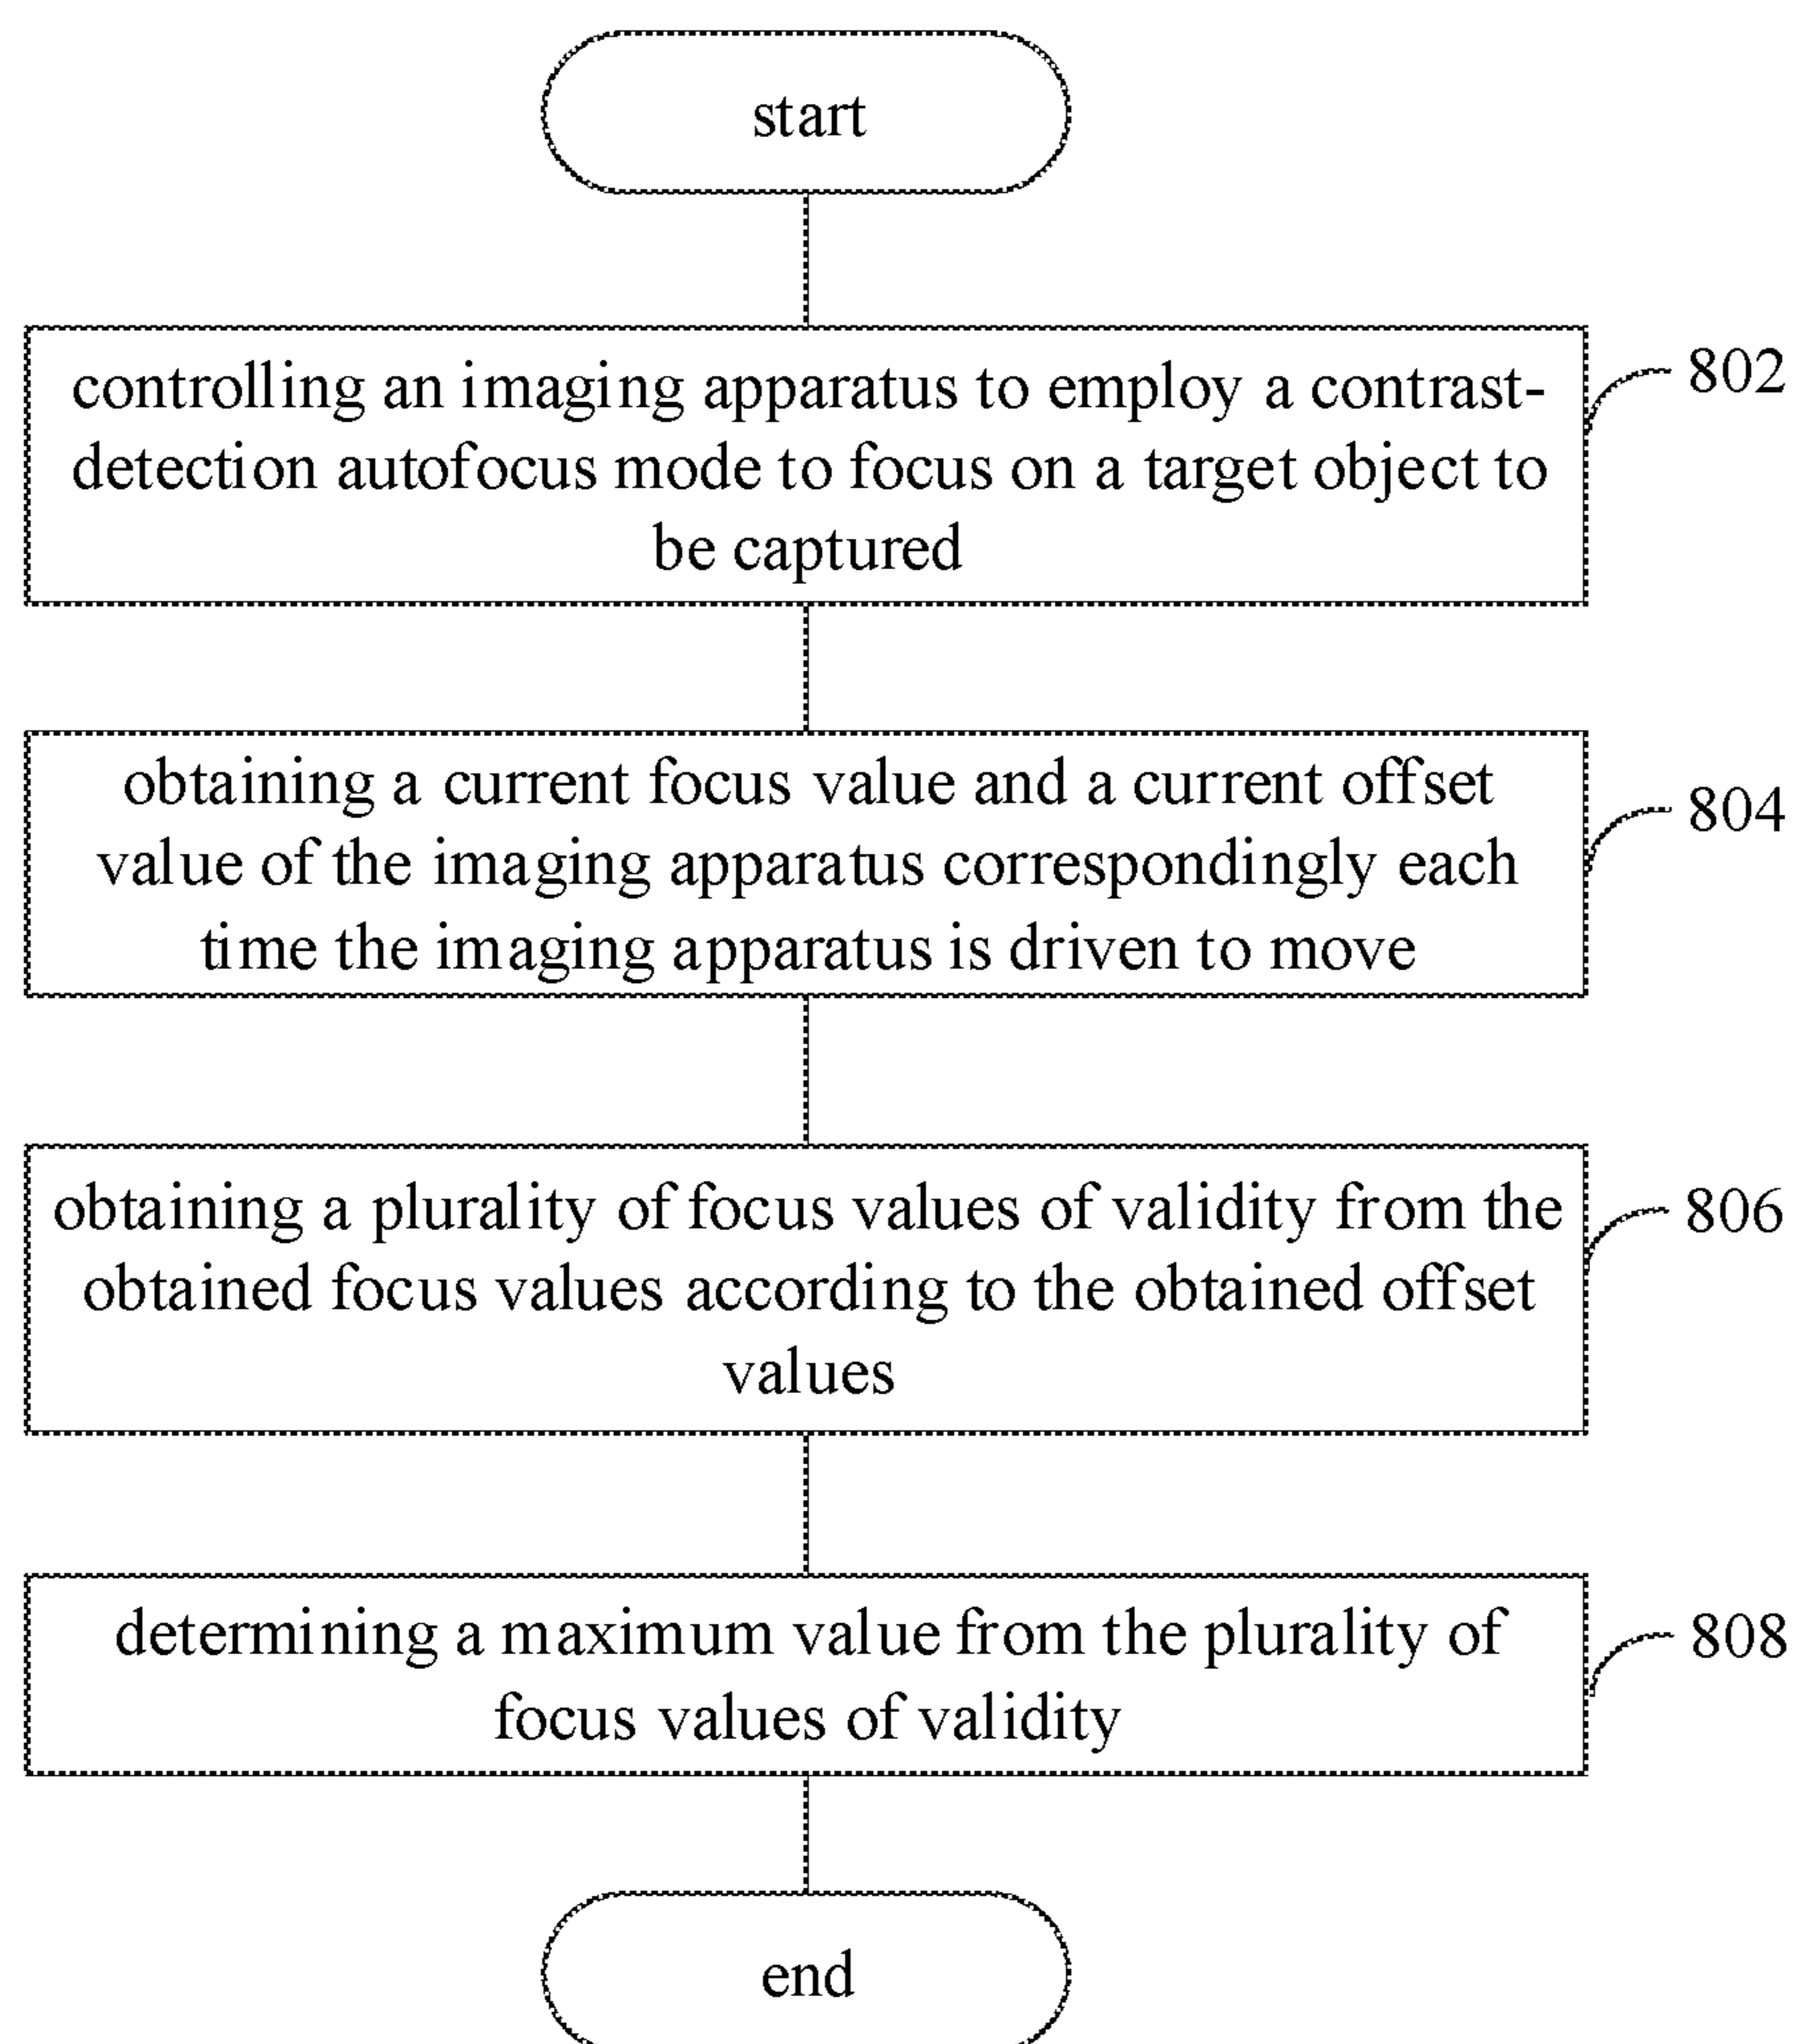 start
controlling an imaging apparatus to employ a contrast-
detection autofocus mode to focus on a target object to
be captured
802
obtaining a current focus value and a current offset
value of the imaging apparatus correspondingly each
time the imaging apparatus is driven to move
804
obtaining a plurality of focus values of validity from the
obtained focus values according to the obtained offset
values
806
determining a maximum value from the plurality of
focus values of validity
808
end